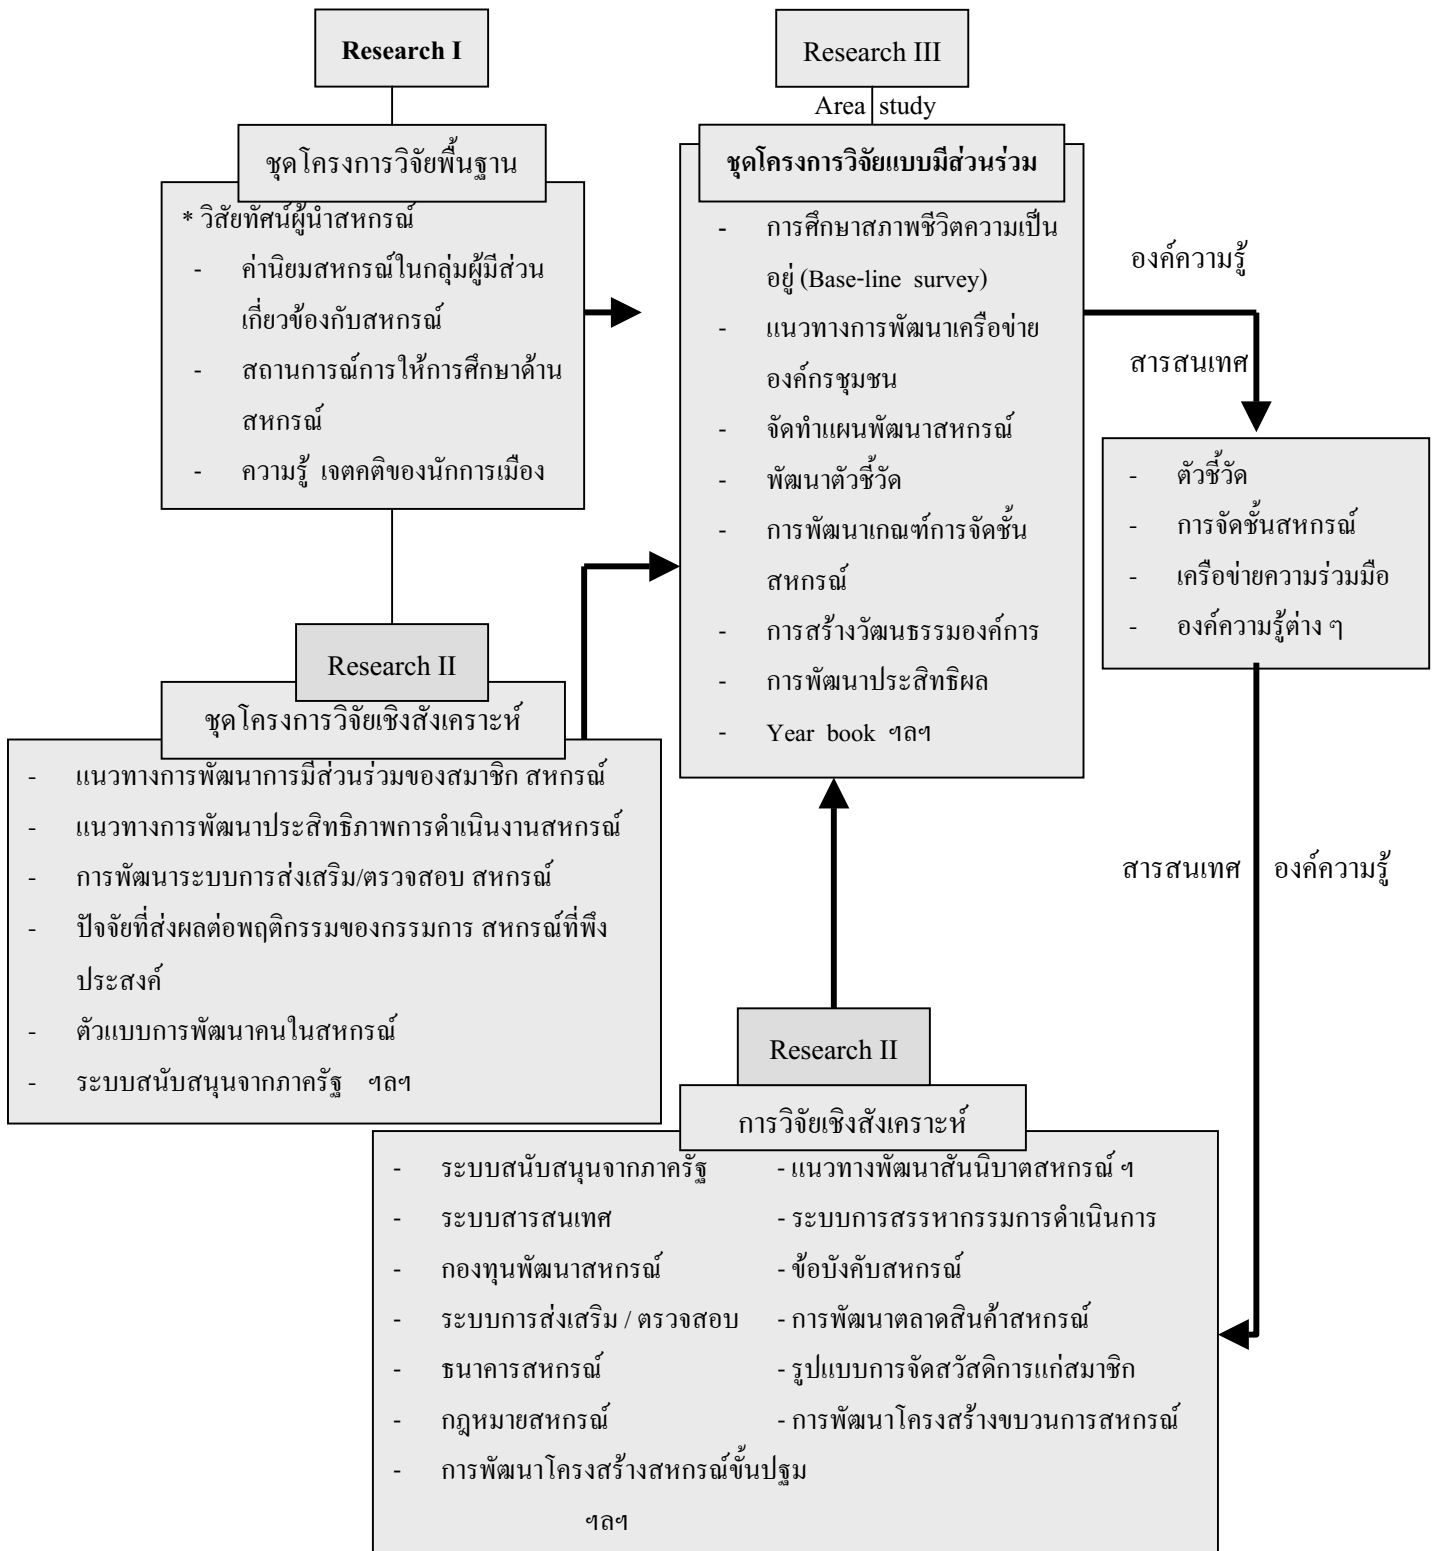 Research I
ชุดโครงการวิจัยพื้นฐาน
* วิสัยทัศน์ผู้นำสหกรณ์
- ค่านิยมสหกรณ์ในกลุ่มผู้มีส่วน
เกี่ยวข้องกับสหกรณ์
- สถานการณ์การให้การศึกษาด้าน
สหกรณ์
- ความรู้ เจตคติของนักการเมือง
Research II
ชุดโครงการวิจัยเชิงสังเคราะห์
- แนวทางการพัฒนาการมีส่วนร่วมของสมาชิก สหกรณ์
- แนวทางการพัฒนาประสิทธิภาพการดำเนินงานสหกรณ์
- การพัฒนาระบบการส่งเสริม/ตรวจสอบ สหกรณ์
- ปัจจัยที่ส่งผลต่อพฤติกรรมของกรรมการ สหกรณ์ที่พึง
ประสงค์
- ตัวแบบการพัฒนาคนในสหกรณ์
- ระบบสนับสนุนจากภาครัฐ ฯลฯ
Research III
Area study
ชุดโครงการวิจัยแบบมีส่วนร่วม
- การศึกษาสภาพชีวิตความเป็น
อยู่ (Base-line survey)
- แนวทางการพัฒนาเครือข่าย
องค์กรชุมชน
- จัดทำแผนพัฒนาสหกรณ์
- พัฒนาตัวชี้วัด
- การพัฒนาเกณฑ์การจัดชั้น
สหกรณ์
- การสร้างวัฒนธรรมองค์การ
- การพัฒนาประสิทธิผล
- Year book ฯลฯ
องค์ความรู้
สารสนเทศ
- ตัวชี้วัด
- การจัดชั้นสหกรณ์
- เครือข่ายความร่วมมือ
- องค์ความรู้ต่าง ๆ
สารสนเทศ องค์ความรู้
Research II
การวิจัยเชิงสังเคราะห์
- ระบบสนับสนุนจากภาครัฐ - แนวทางพัฒนาสันนิบาตสหกรณ์ ฯ
- ระบบสารสนเทศ - ระบบการสรรหากรรมการดำเนินการ
- กองทุนพัฒนาสหกรณ์ - ข้อบังคับสหกรณ์
- ระบบการส่งเสริม / ตรวจสอบ - การพัฒนาตลาดสินค้าสหกรณ์
- ธนาคารสหกรณ์ - รูปแบบการจัดสวัสดิการแก่สมาชิก
- กฎหมายสหกรณ์ - การพัฒนาโครงสร้างขบวนการสหกรณ์
- การพัฒนาโครงสร้างสหกรณ์ขั้นปฐม
ฯลฯ